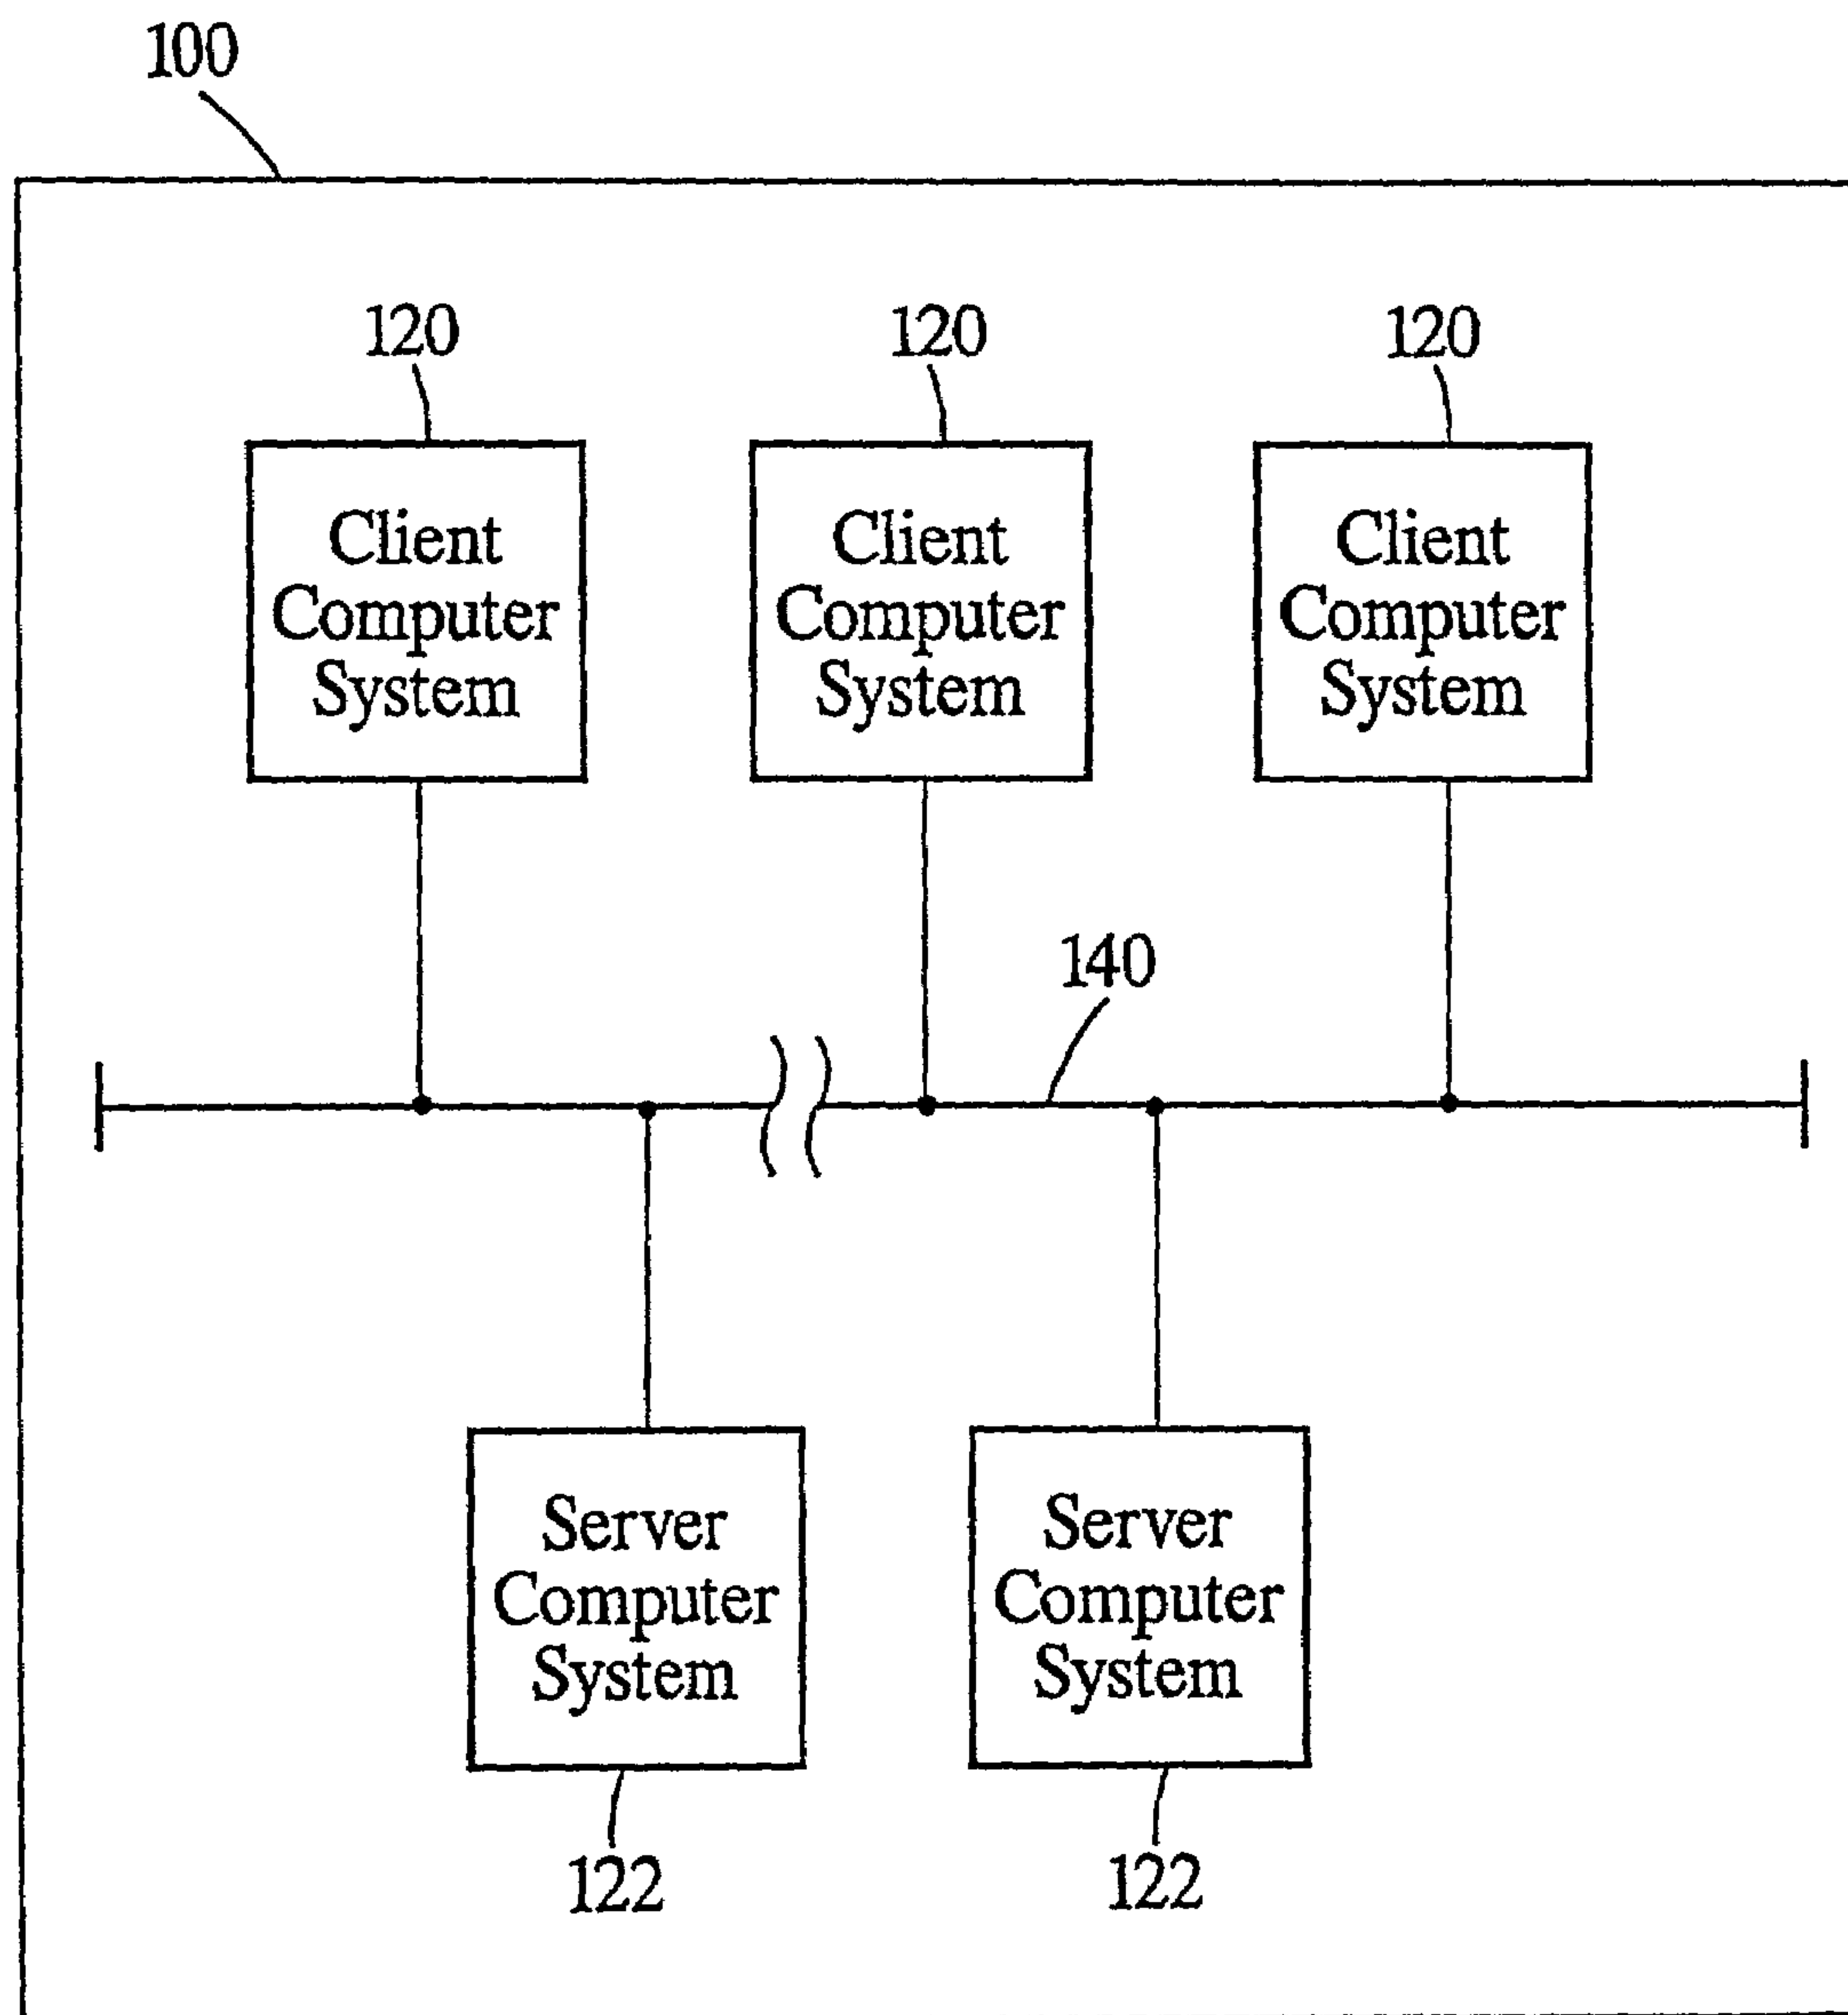 100
120
120
120
Client
Computer
System
Client
Computer
System
Client
Computer
System
140
Server
Computer
System
Server
Computer
System
122
122